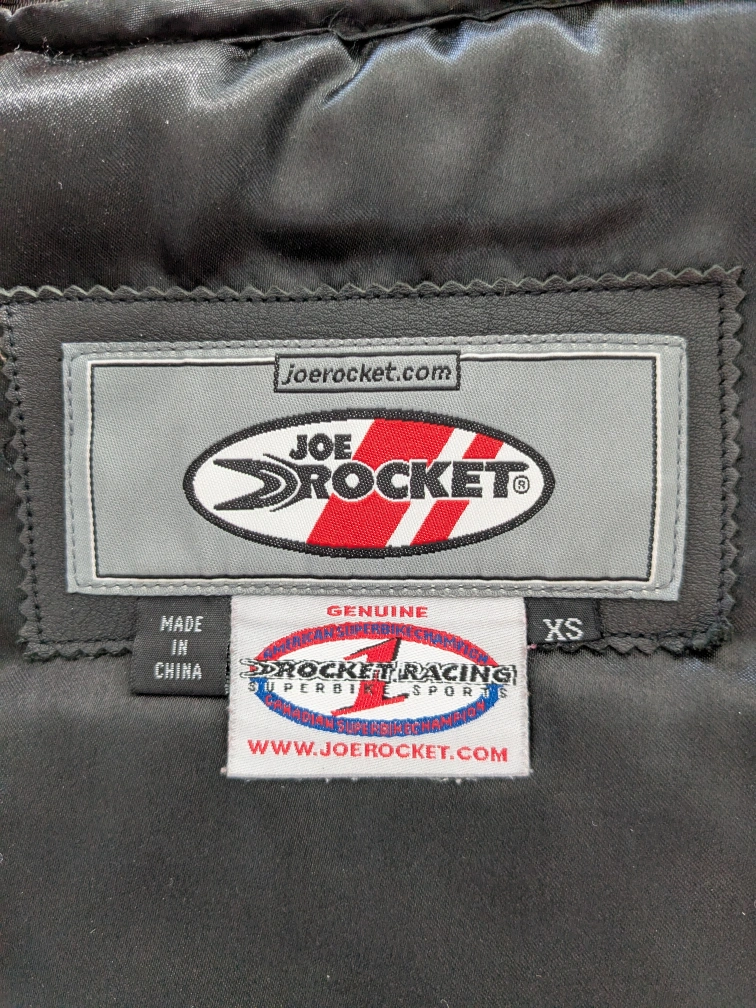 joerocket.com
JOE
ROCKET®
MADE
IN
CHINA
GENUINE
AMERICAN SUPERBIKE CHAMPION
ROCKET RACING
1
SUPERBIKE SPORTS
CANADIAN SUPERBIKE CHAMPION
WWW.JOEROCKET.COM
XS